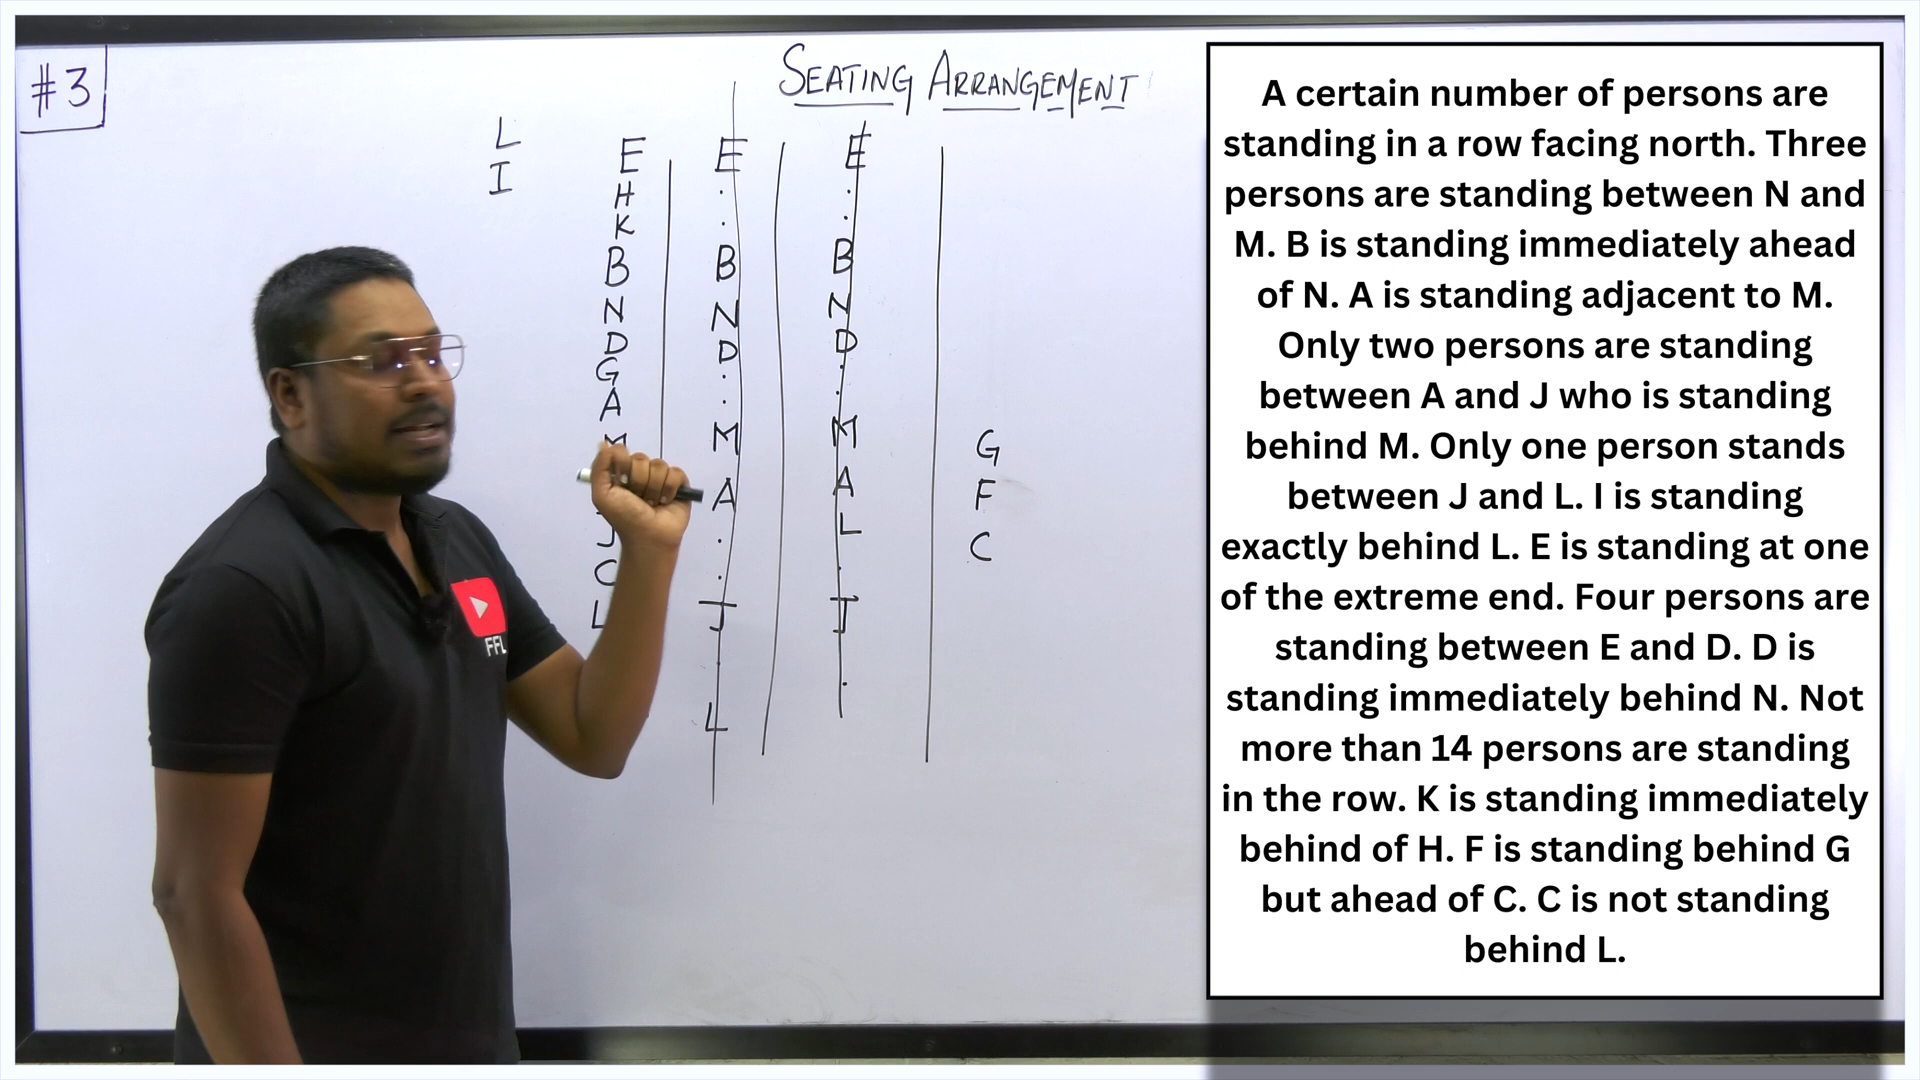 #3
SEATING ARRANGEMENT
L
I
E
H
K
B
N
D
G
A
M
J
C
L
E
.
.
B
N
D
.
.
M
A
.
.
J
.
L
E
.
.
B
N
D
.
.
M
A
L
.
J
.
G
F
C
FFL
A certain number of persons are
standing in a row facing north. Three
persons are standing between N and
M. B is standing immediately ahead
of N. A is standing adjacent to M.
Only two persons are standing
between A and J who is standing
behind M. Only one person stands
between J and L. I is standing
exactly behind L. E is standing at one
of the extreme end. Four persons are
standing between E and D. D is
standing immediately behind N. Not
more than 14 persons are standing
in the row. K is standing immediately
behind of H. F is standing behind G
but ahead of C. C is not standing
behind L.